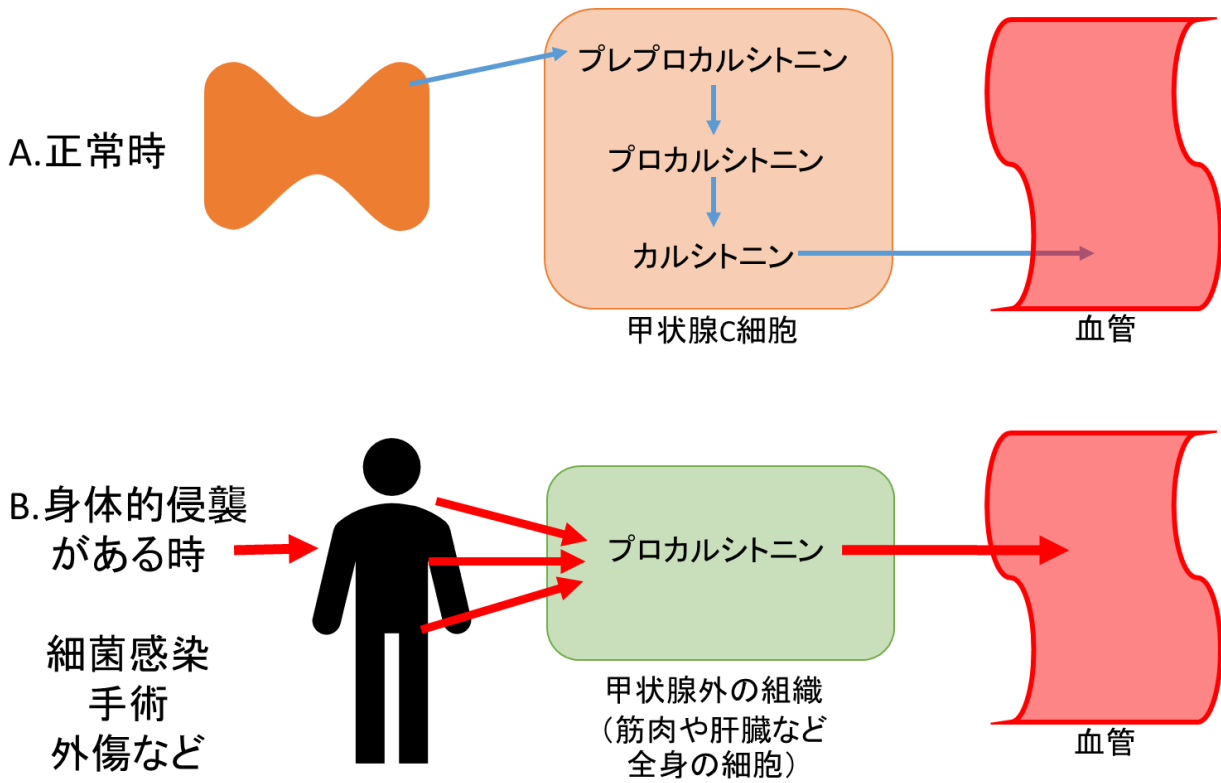 A.正常時
プレプロカルシトニン
プロカルシトニン
カルシトニン
甲状腺C細胞
血管
B.身体的侵襲
がある時
細菌感染
手術
外傷など
プロカルシトニン
甲状腺外の組織
（筋肉や肝臓など
全身の細胞）
血管